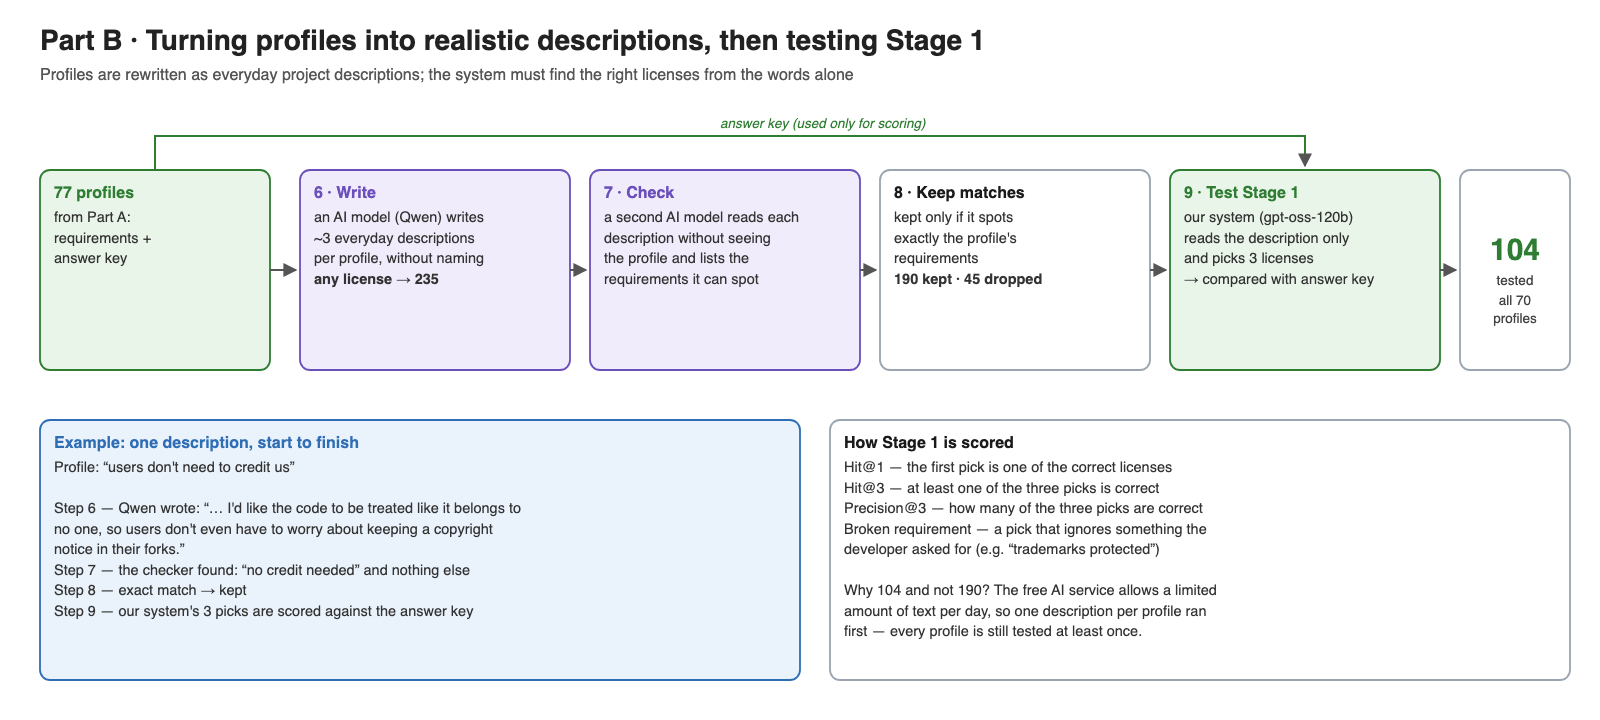 Part B · Turning profiles into realistic descriptions, then testing Stage 1
Profiles are rewritten as everyday project descriptions; the system must find the right licenses from the words alone
answer key (used only for scoring)
77 profiles
from Part A:
requirements +
answer key
6 · Write
an AI model (Qwen) writes
~3 everyday descriptions
per profile, without naming
any license → 235
7 · Check
a second AI model reads each
description without seeing
the profile and lists the
requirements it can spot
8 · Keep matches
kept only if it spots
exactly the profile's
requirements
190 kept · 45 dropped
9 · Test Stage 1
our system (gpt-oss-120b)
reads the description only
and picks 3 licenses
→ compared with answer key
104
tested
all 70
profiles
Example: one description, start to finish
Profile: “users don't need to credit us”
Step 6 — Qwen wrote: “… I'd like the code to be treated like it belongs to
no one, so users don't even have to worry about keeping a copyright
notice in their forks.”
Step 7 — the checker found: “no credit needed” and nothing else
Step 8 — exact match → kept
Step 9 — our system's 3 picks are scored against the answer key
How Stage 1 is scored
Hit@1 — the first pick is one of the correct licenses
Hit@3 — at least one of the three picks is correct
Precision@3 — how many of the three picks are correct
Broken requirement — a pick that ignores something the
developer asked for (e.g. “trademarks protected”)
Why 104 and not 190? The free AI service allows a limited
amount of text per day, so one description per profile ran
first — every profile is still tested at least once.